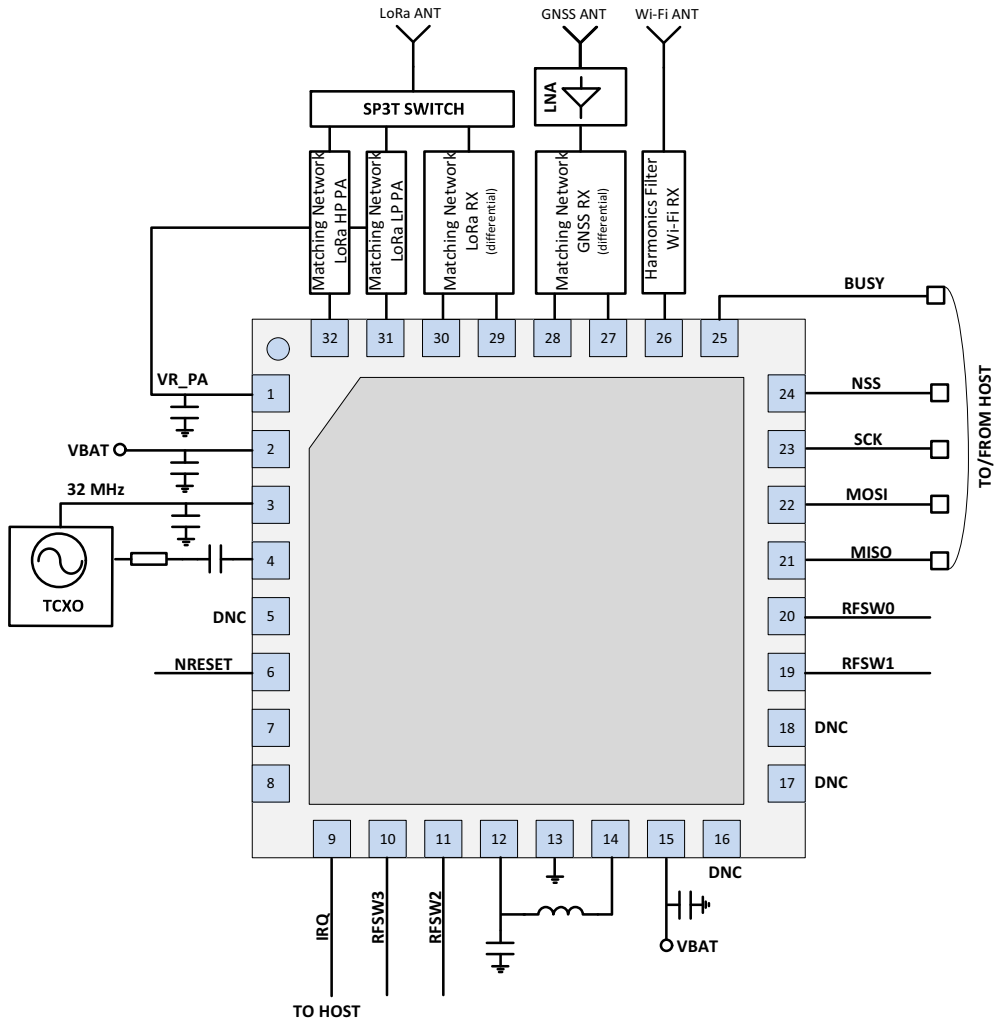 LoRa ANT
GNSS ANT
Wi-Fi ANT
LNA
SP3T SWITCH
Matching Network
LoRa HP PA
Matching Network
LoRa LP PA
Matching Network
LoRa RX
(differential)
Matching Network
GNSS RX
(differential)
Harmonics Filter
Wi-Fi RX
BUSY
32
31
30
29
28
27
26
25
VR_PA
1
24
NSS
VBAT
2
23
SCK
32 MHz
3
22
MOSI
4
21
MISO
TO/FROM HOST
TCXO
DNC
5
20
RFSW0
NRESET
6
19
RFSW1
7
18
DNC
8
17
DNC
9
10
11
12
13
14
15
16
DNC
IRQ
RFSW3
RFSW2
VBAT
TO HOST